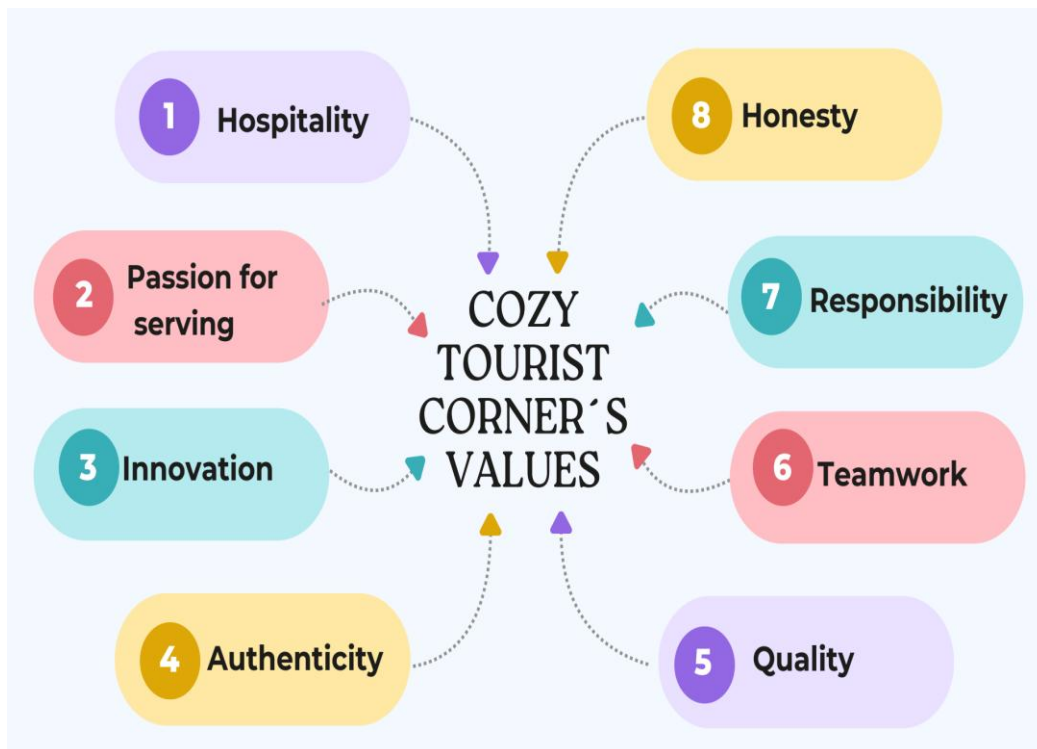 1 Hospitality
2 Passion for
serving
3 Innovation
4 Authenticity
COZY
TOURIST
CORNER´S
VALUES
8 Honesty
7 Responsibility
6 Teamwork
5 Quality